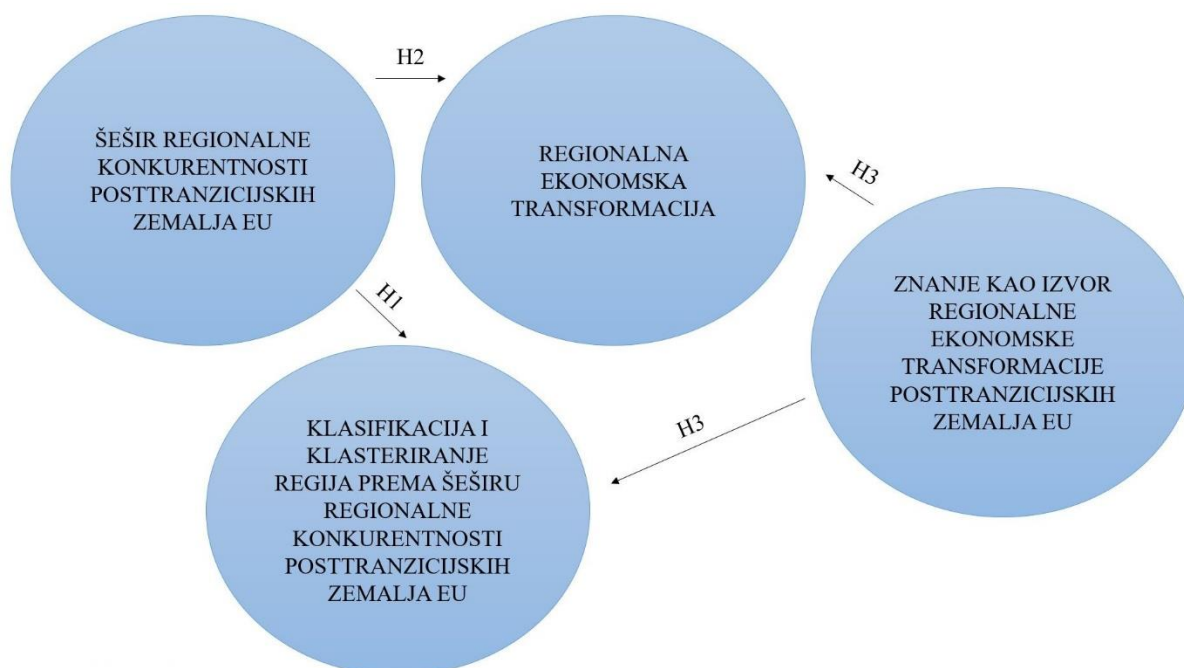 ŠEŠIR REGIONALNE
KONKURENTNOSTI
POSTTRANZICIJSKIH
ZEMALJA EU
H2
REGIONALNA
EKONOMSKA
TRANSFORMACIJA
H3
ZNANJE KAO IZVOR
REGIONALNE
EKONOMSKE
TRANSFORMACIJE
POSTTRANZICIJSKIH
ZEMALJA EU
H1
H3
KLASIFIKACIJA I
KLASTERIRANJE
REGIJA PREMA ŠEŠIRU
REGIONALNE
KONKURENTNOSTI
POSTTRANZICIJSKIH
ZEMALJA EU